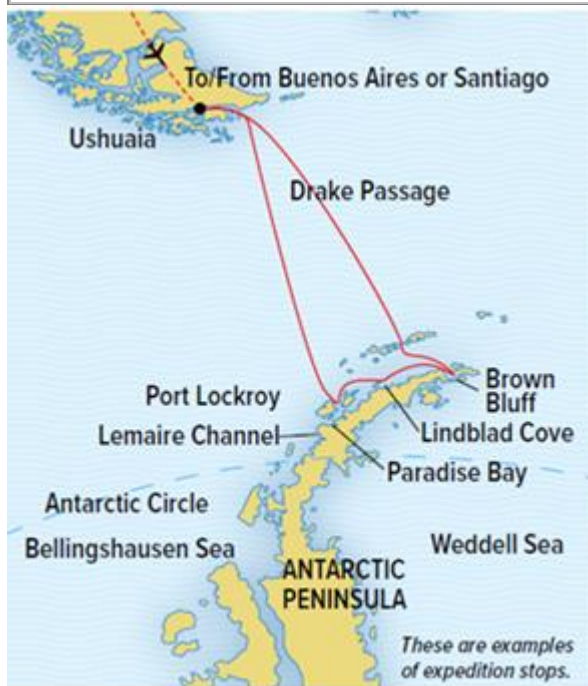 To/From Buenos Aires or Santiago
Ushuaia
Drake Passage
Port Lockroy
Brown
Bluff
Lemaire Channel
Lindblad Cove
Paradise Bay
Antarctic Circle
Bellingshausen Sea
Weddell Sea
ANTARCTIC
PENINSULA
These are examples
of expedition stops.